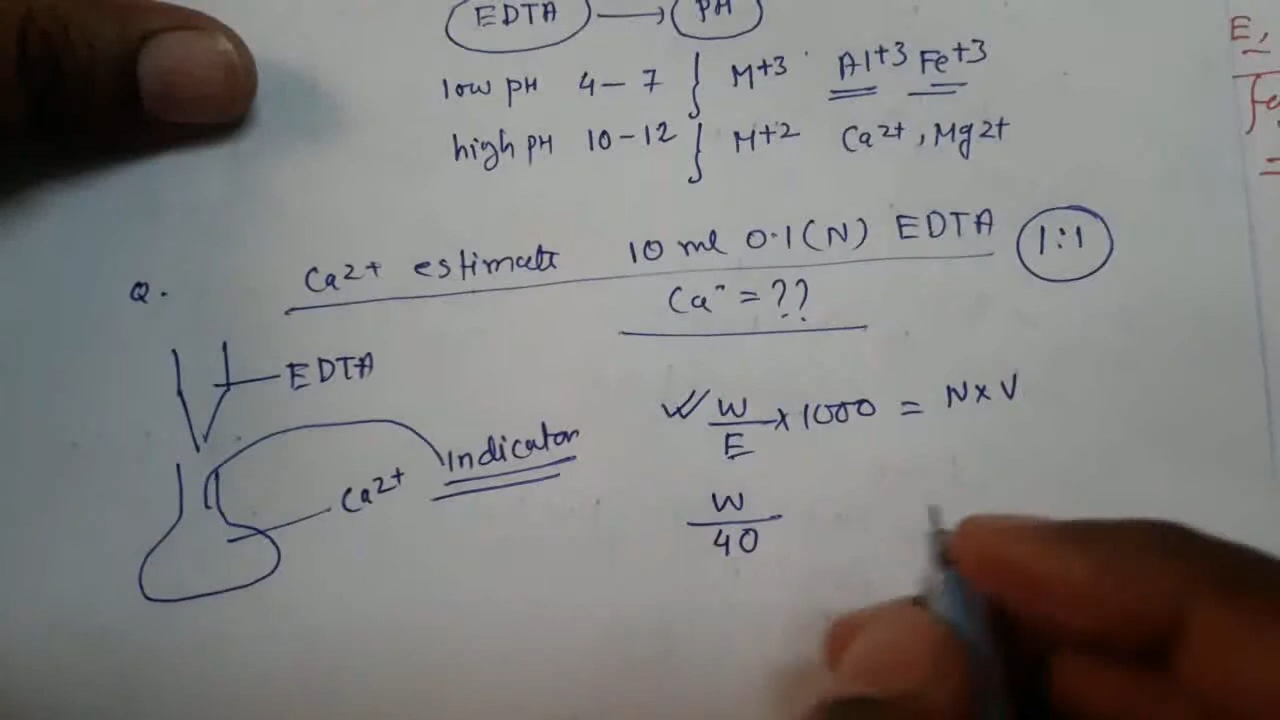 EDTA → PH
low PH 4-7 } M+3 Al+3 Fe+3
high PH 10-12 } M+2 Ca2+, Mg2+
Q. Ca2+ estimate 10 ml 0.1(N) EDTA 1:1
Ca" = ??
EDTA
Indicator
Ca2+
W/E × 1000 = N × V
W/40
E,